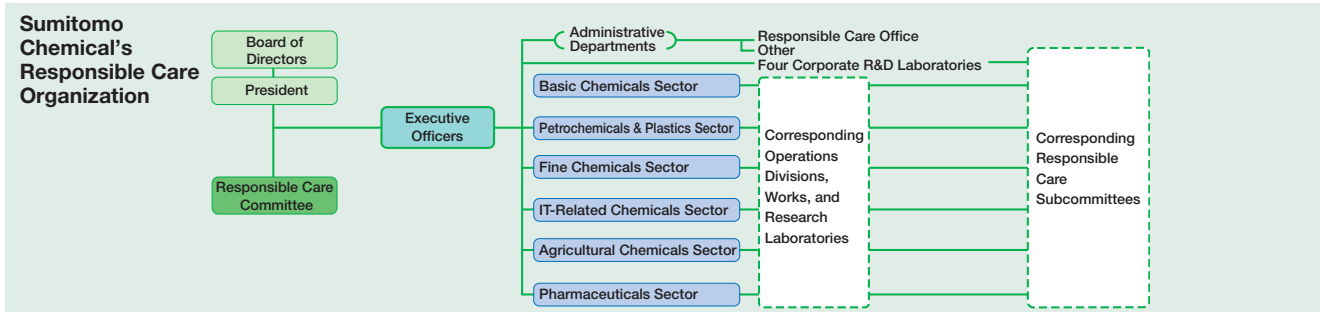 Sumitomo
Chemical's
Responsible Care
Organization
Board of
Directors
President
Responsible Care
Committee
Executive
Officers
Administrative
Departments
Responsible Care Office
Other
Four Corporate R&D Laboratories
Basic Chemicals Sector
Petrochemicals & Plastics Sector
Fine Chemicals Sector
IT-Related Chemicals Sector
Agricultural Chemicals Sector
Pharmaceuticals Sector
Corresponding
Operations
Divisions,
Works, and
Research
Laboratories
Corresponding
Responsible
Care
Subcommittees